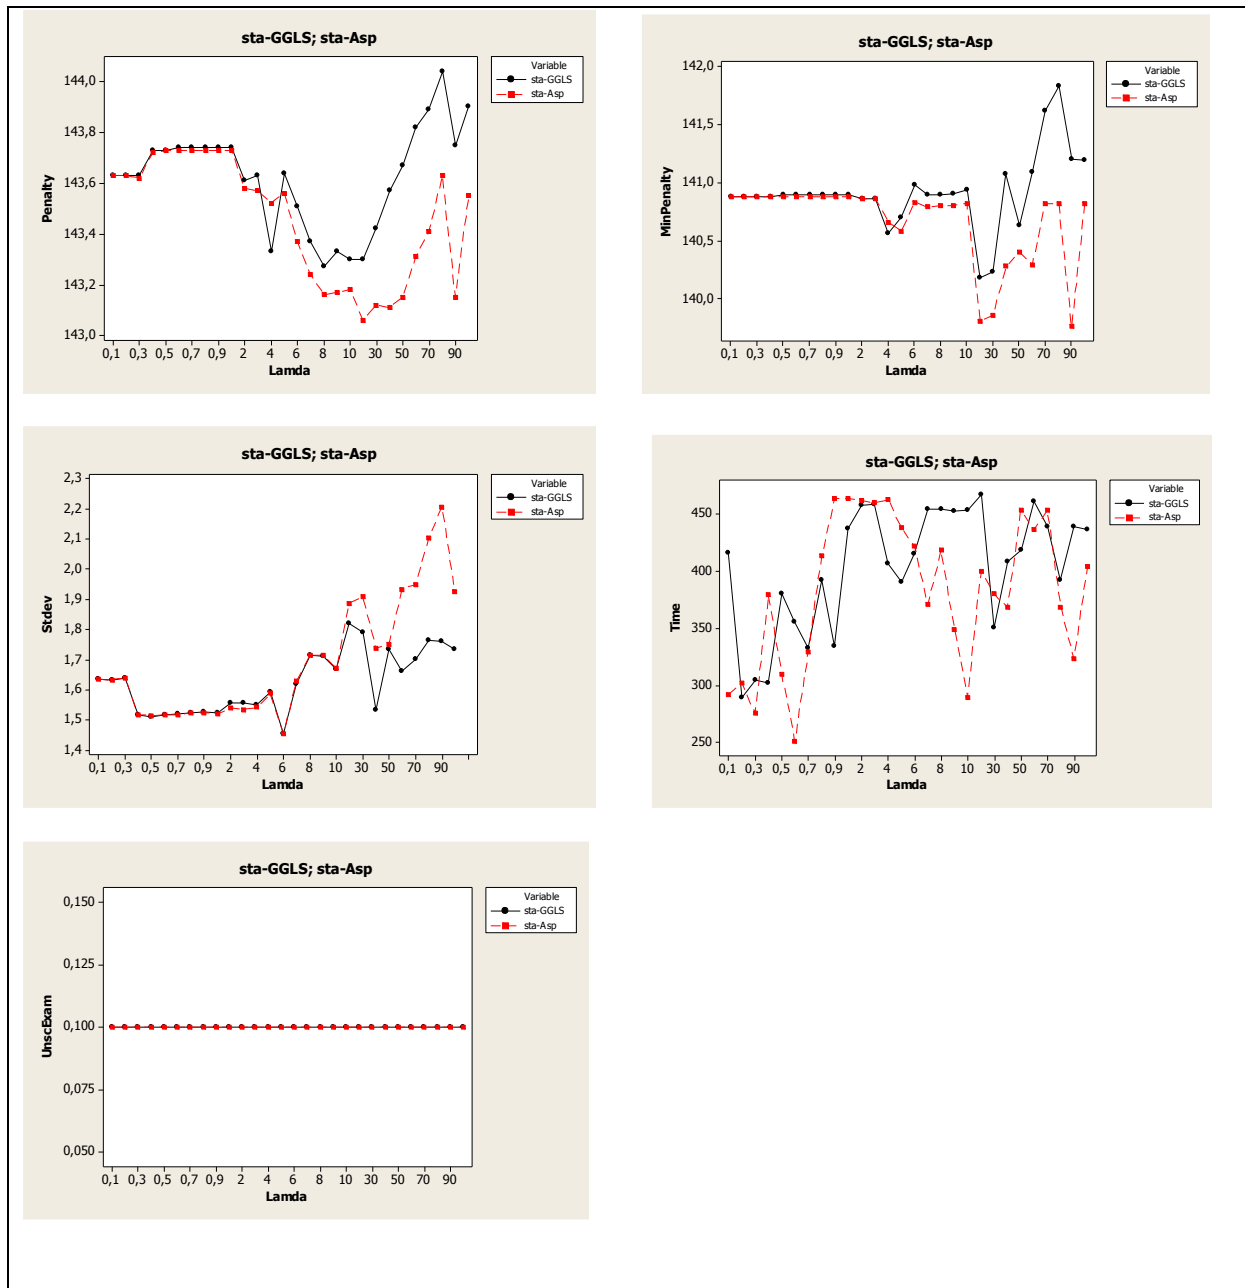 sta-GGLS; sta-Asp
Variable
sta-GGLS
sta-Asp
Penalty
144,0
143,8
143,6
143,4
143,2
143,0
0,1 0,3 0,5 0,7 0,9 2 4 6 8 10 30 50 70 90
Lamda
sta-GGLS; sta-Asp
Variable
sta-GGLS
sta-Asp
MinPenalty
142,0
141,5
141,0
140,5
140,0
0,1 0,3 0,5 0,7 0,9 2 4 6 8 10 30 50 70 90
Lamda
sta-GGLS; sta-Asp
Variable
sta-GGLS
sta-Asp
Stdev
2,3
2,2
2,1
2,0
1,9
1,8
1,7
1,6
1,5
1,4
0,1 0,3 0,5 0,7 0,9 2 4 6 8 10 30 50 70 90
Lamda
sta-GGLS; sta-Asp
Variable
sta-GGLS
sta-Asp
Time
450
400
350
300
250
0,1 0,3 0,5 0,7 0,9 2 4 6 8 10 30 50 70 90
Lamda
sta-GGLS; sta-Asp
Variable
sta-GGLS
sta-Asp
UnscExam
0,150
0,125
0,100
0,075
0,050
0,1 0,3 0,5 0,7 0,9 2 4 6 8 10 30 50 70 90
Lamda